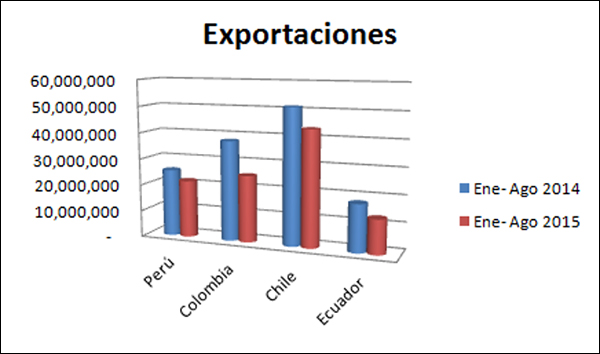 Exportaciones
60,000,000
50,000,000
40,000,000
30,000,000
20,000,000
10,000,000
-
Perú
Colombia
Chile
Ecuador
Ene- Ago 2014
Ene- Ago 2015